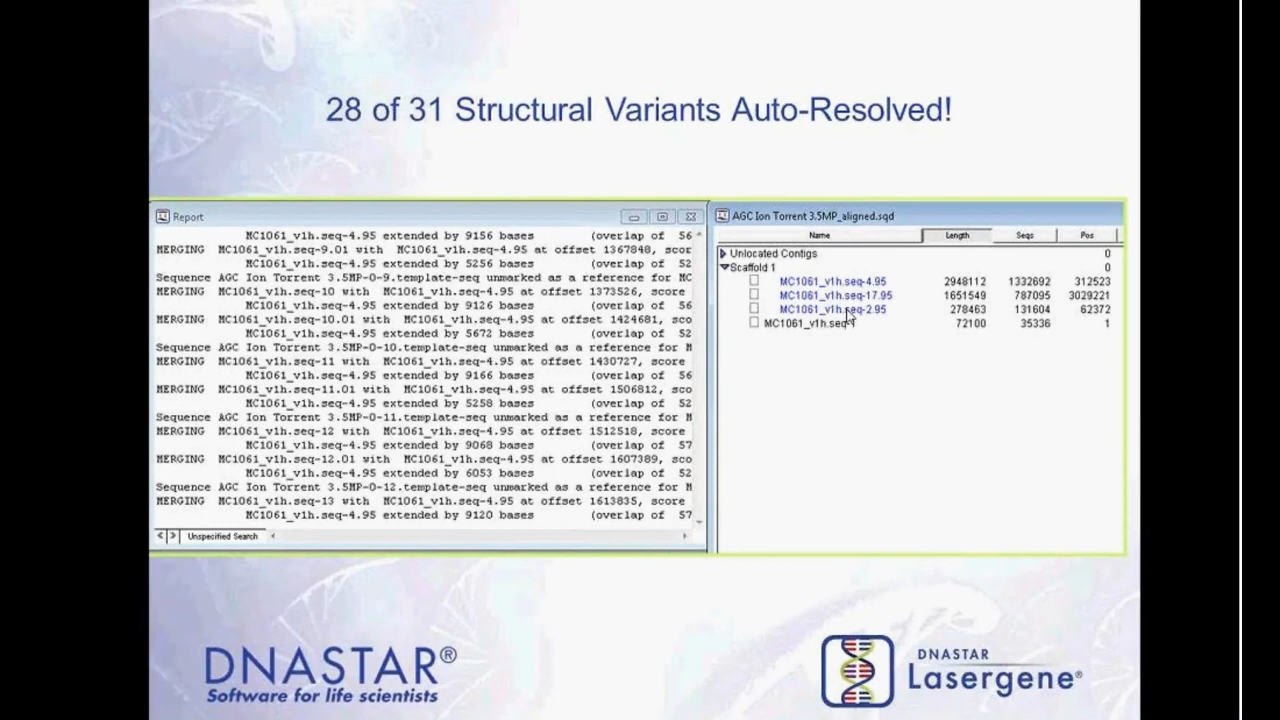 28 of 31 Structural Variants Auto-Resolved!
Report
MC1061_v1h.seq-4.95 extended by 9156 bases (overlap of 56
MERGING MC1061_v1h.seq-9.01 with MC1061_v1h.seq-4.95 at offset 1367848, scor
MC1061_v1h.seq-4.95 extended by 5256 bases (overlap of 52
Sequence AGC Ion Torrent 3.5MP-0-9.template-seq unmarked as a reference for MC
MERGING MC1061_v1h.seq-10 with MC1061_v1h.seq-4.95 at offset 1373526, score
MC1061_v1h.seq-4.95 extended by 9126 bases (overlap of 56
MERGING MC1061_v1h.seq-10.01 with MC1061_v1h.seq-4.95 at offset 1424681, scor
MC1061_v1h.seq-4.95 extended by 5672 bases (overlap of 52
Sequence AGC Ion Torrent 3.5MP-0-10.template-seq unmarked as a reference for M
MERGING MC1061_v1h.seq-11 with MC1061_v1h.seq-4.95 at offset 1430727, score
MC1061_v1h.seq-4.95 extended by 9166 bases (overlap of 56
MERGING MC1061_v1h.seq-11.01 with MC1061_v1h.seq-4.95 at offset 1506812, sco
MC1061_v1h.seq-4.95 extended by 5258 bases (overlap of 52
Sequence AGC Ion Torrent 3.5MP-0-11.template-seq unmarked as a reference for M
MERGING MC1061_v1h.seq-12 with MC1061_v1h.seq-4.95 at offset 1512518, score
MC1061_v1h.seq-4.95 extended by 9068 bases (overlap of 57
MERGING MC1061_v1h.seq-12.01 with MC1061_v1h.seq-4.95 at offset 1607389, sco
MC1061_v1h.seq-4.95 extended by 6053 bases (overlap of 52
Sequence AGC Ion Torrent 3.5MP-0-12.template-seq unmarked as a reference for M
MERGING MC1061_v1h.seq-13 with MC1061_v1h.seq-4.95 at offset 1613835, score
MC1061_v1h.seq-4.95 extended by 9120 bases (overlap of 57
Unspecified Search
AGC Ion Torrent 3.5MP_aligned.sqd
Name Length Seqs Pos
Unlocated Contigs 0
Scaffold 1 0
MC1061_v1h.seq-4.95 2948112 1332692 312523
MC1061_v1h.seq-17.95 1651549 787095 3029221
MC1061_v1h.seq-2.95 278463 131604 62372
MC1061_v1h.seq 72100 35336 1
DNASTAR®
Software for life scientists
DNASTAR
Lasergene®